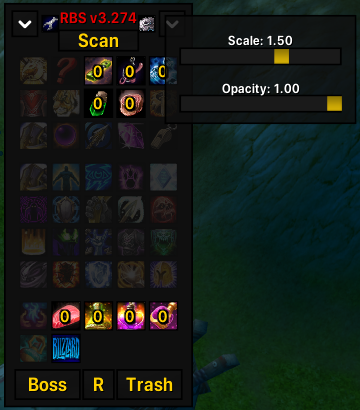 RBS v3.274
Scan
Scale: 1.50
Opacity: 1.00
0 0 0
0 0
0 0 0 0
BLIZZARD
Boss R Trash